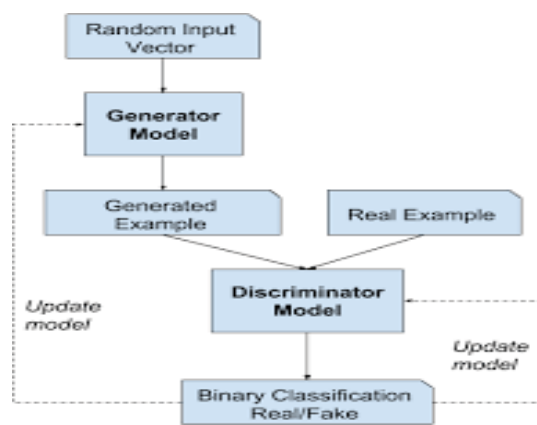 Random Input
Vector
Generator
Model
Generated
Example
Real Example
Discriminator
Model
Update
model
Update
model
Binary Classification
Real/Fake